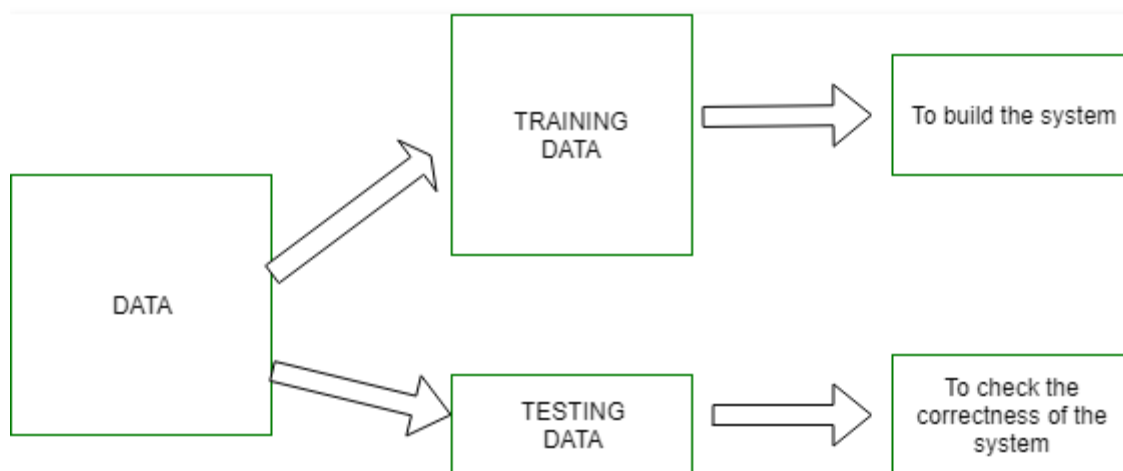 DATA
TRAINING
DATA
To build the system
TESTING
DATA
To check the
correctness of the
system